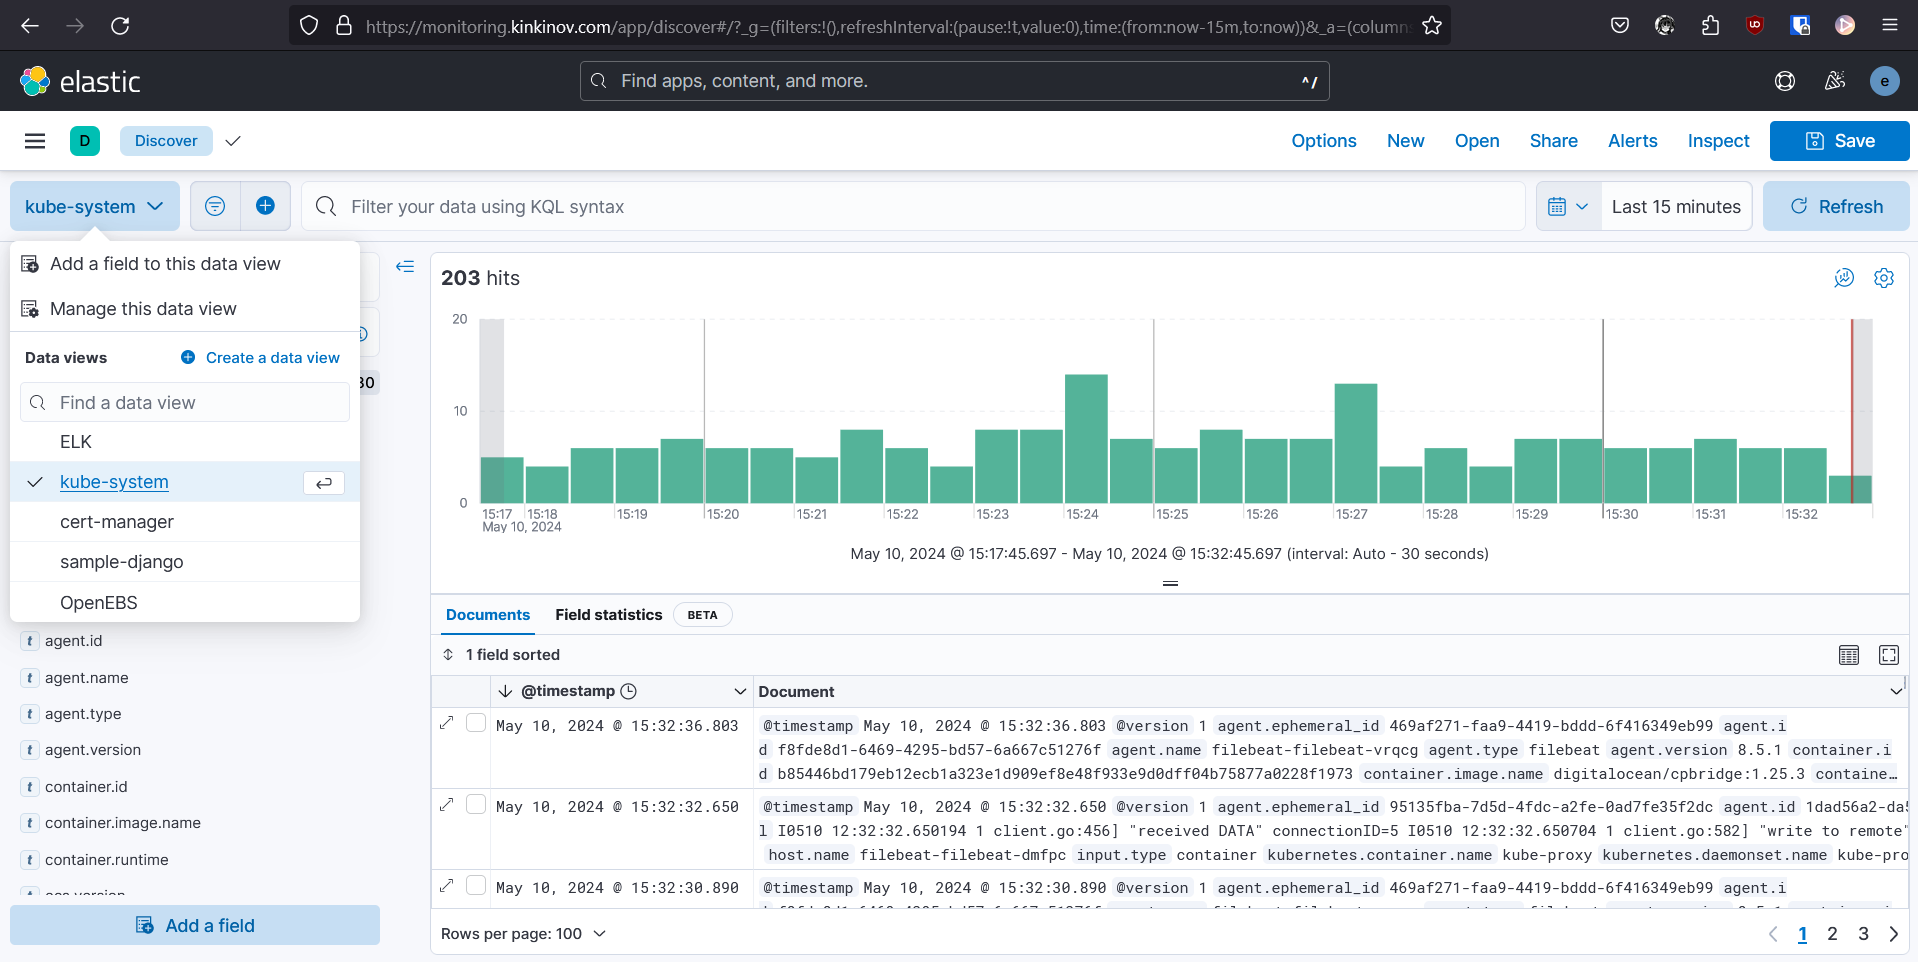 https://monitoring.kinkinov.com/app/discover#/?_g=(filters:!(),refreshInterval:(pause:!t,value:0),time:(from:now-15m,to:now))&_a=(columns
elastic
Find apps, content, and more.
^/
e
D
Discover
Options
New
Open
Share
Alerts
Inspect
Save
kube-system
Filter your data using KQL syntax
Last 15 minutes
Refresh
Add a field to this data view
Manage this data view
Data views
Create a data view
Find a data view
ELK
kube-system
cert-manager
sample-django
OpenEBS
agent.id
agent.name
agent.type
agent.version
container.id
container.image.name
container.runtime
Add a field
203 hits
20
10
0
15:17 15:18 15:19 15:20 15:21 15:22 15:23 15:24 15:25 15:26 15:27 15:28 15:29 15:30 15:31 15:32
May 10, 2024
May 10, 2024 @ 15:17:45.697 - May 10, 2024 @ 15:32:45.697 (interval: Auto - 30 seconds)
Documents
Field statistics
BETA
1 field sorted
@timestamp
Document
May 10, 2024 @ 15:32:36.803
@timestamp May 10, 2024 @ 15:32:36.803 @version 1 agent.ephemeral_id 469af271-faa9-4419-bddd-6f416349eb99 agent.i
d f8fde8d1-6469-4295-bd57-6a667c51276f agent.name filebeat-filebeat-vrqcg agent.type filebeat agent.version 8.5.1 container.i
d b85446bd179eb12ecb1a323e1d909ef8e48f933e9d0dff04b75877a0228f1973 container.image.name digitalocean/cpbridge:1.25.3 containe…
May 10, 2024 @ 15:32:32.650
@timestamp May 10, 2024 @ 15:32:32.650 @version 1 agent.ephemeral_id 95135fba-7d5d-4fdc-a2fe-0ad7fe35f2dc agent.id 1dad56a2-da5
l I0510 12:32:32.650194 1 client.go:456] "received DATA" connectionID=5 I0510 12:32:32.650704 1 client.go:582] "write to remote"
host.name filebeat-filebeat-dmfpc input.type container kubernetes.container.name kube-proxy kubernetes.daemonset.name kube-pro
May 10, 2024 @ 15:32:30.890
@timestamp May 10, 2024 @ 15:32:30.890 @version 1 agent.ephemeral_id 469af271-faa9-4419-bddd-6f416349eb99 agent.i
Rows per page: 100
1 2 3